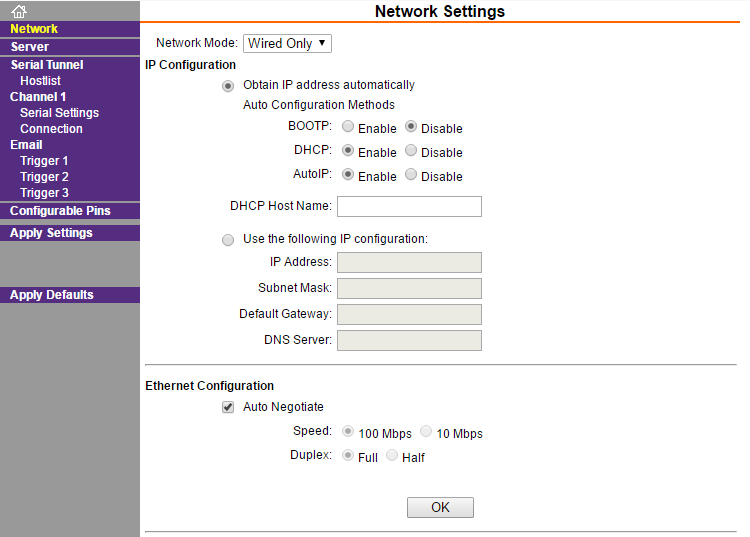 Network
Server
Serial Tunnel
Hostlist
Channel 1
Serial Settings
Connection
Email
Trigger 1
Trigger 2
Trigger 3
Configurable Pins
Apply Settings
Apply Defaults
Network Settings
Network Mode: Wired Only
IP Configuration
Obtain IP address automatically
Auto Configuration Methods
BOOTP: Enable Disable
DHCP: Enable Disable
AutoIP: Enable Disable
DHCP Host Name:
Use the following IP configuration:
IP Address:
Subnet Mask:
Default Gateway:
DNS Server:
Ethernet Configuration
Auto Negotiate
Speed: 100 Mbps 10 Mbps
Duplex: Full Half
OK